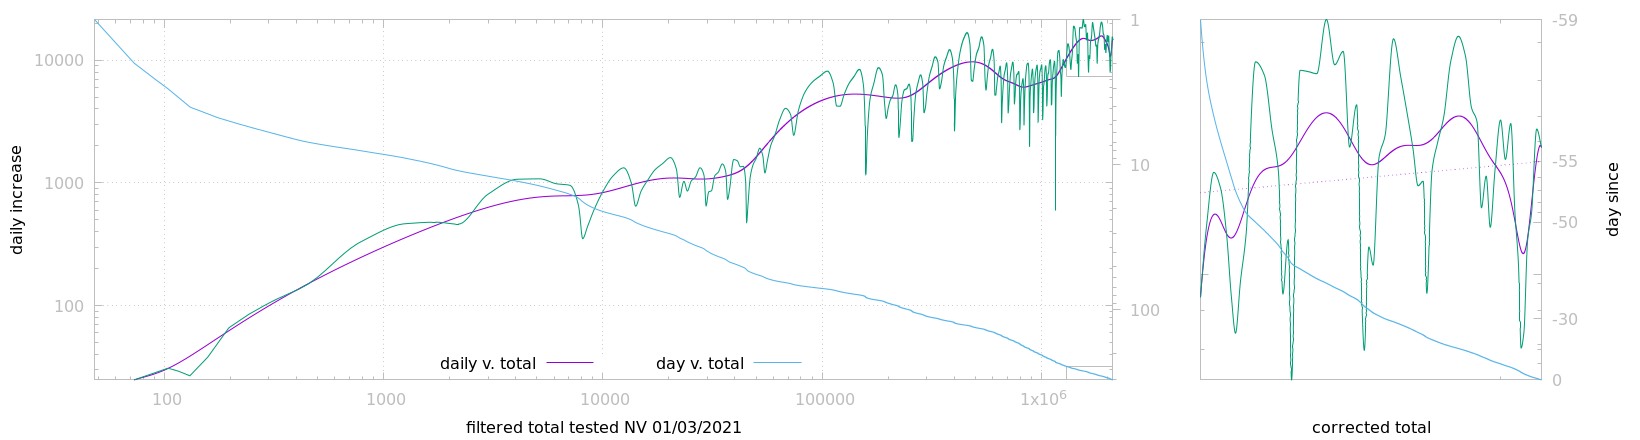 daily increase
10000
1000
100
daily v. total
day v. total
100
1000
10000
100000
1x10^6
filtered total tested NV 01/03/2021
1
10
100
corrected total
-59
-55
-50
-30
0
day since